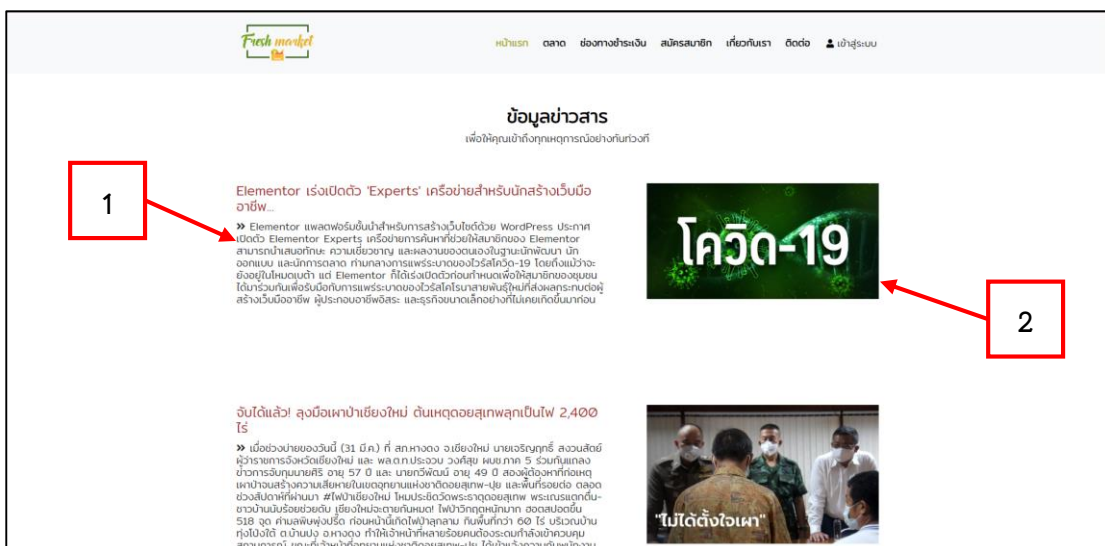 Fresh market
หน้าแรก ตลาด ช่องทางชำระเงิน สมัครสมาชิก เกี่ยวกับเรา ติดต่อ เข้าสู่ระบบ
ข้อมูลข่าวสาร
เพื่อให้คุณเข้าถึงทุกเหตุการณ์อย่างทันท่วงที
1
Elementor เร่งเปิดตัว 'Experts' เครือข่ายสำหรับนักสร้างเว็บมือ
อาชีพ...
» Elementor แพลตฟอร์มชั้นนำสำหรับการสร้างเว็บไซต์ด้วย WordPress ประกาศ
เปิดตัว Elementor Experts เครือข่ายการค้นหาที่ช่วยให้สมาชิกของ Elementor
สามารถนำเสนอทักษะ ความเชี่ยวชาญ และผลงานของตนเองในฐานะนักพัฒนา นัก
ออกแบบ และนักการตลาด ท่ามกลางการแพร่ระบาดของไวรัสโควิด-19 โดยถึงแม้ว่าจะ
ยังอยู่ในโหมดเบต้า แต่ Elementor ก็ได้เร่งเปิดตัวก่อนกำหนดเพื่อให้สมาชิกของชุมชน
ได้มาร่วมกันเพื่อรับมือกับการแพร่ระบาดของไวรัสโคโรนาสายพันธุ์ใหม่ที่ส่งผลกระทบต่อผู้
สร้างเว็บมืออาชีพ ผู้ประกอบอาชีพอิสระ และธุรกิจขนาดเล็กอย่างที่ไม่เคยเกิดขึ้นมาก่อน
โควิด-19
2
จับได้แล้ว! ลุงมือเผาป่าเชียงใหม่ ต้นเหตุดอยสุเทพลุกเป็นไฟ 2,400
ไร่
» เมื่อช่วงบ่ายของวันนี้ (31 มี.ค.) ที่ สภ.หางดง จ.เชียงใหม่ นายเจริญฤทธิ์ สงวนสัตย์
ผู้ว่าราชการจังหวัดเชียงใหม่ และ พล.ต.ท.ประจวบ วงศ์สุข ผบช.ภาค 5 ร่วมกันแถลง
ข่าวการจับกุมนายศิริ อายุ 57 ปี และ นายทวีพัฒน์ อายุ 49 ปี สองผู้ต้องหาที่ก่อเหตุ
เผาป่าจนสร้างความเสียหายในเขตอุทยานแห่งชาติดอยสุเทพ-ปุย และพื้นที่รอยต่อ ตลอด
ช่วงสัปดาห์ที่ผ่านมา #ไฟป่าเชียงใหม่ โหมประชิดวัดพระธาตุดอยสุเทพ พระเณรแตกตื่น-
ชาวบ้านนับร้อยช่วยดับ เชียงใหม่จะตายกันหมด! ไฟป่าวิกฤตหนักมาก ฮอตสปอตขึ้น
518 จุด ค่ามลพิษพุ่งปรี๊ด ก่อนหน้านี้เกิดไฟป่าลุกลาม กินพื้นที่กว่า 60 ไร่ บริเวณบ้าน
ทุ่งโป่งใต้ ต.บ้านปง อ.หางดง ทำให้เจ้าหน้าที่หลายร้อยคนต้องระดมกำลังเข้าควบคุม
"ไม่ได้ตั้งใจเผา"